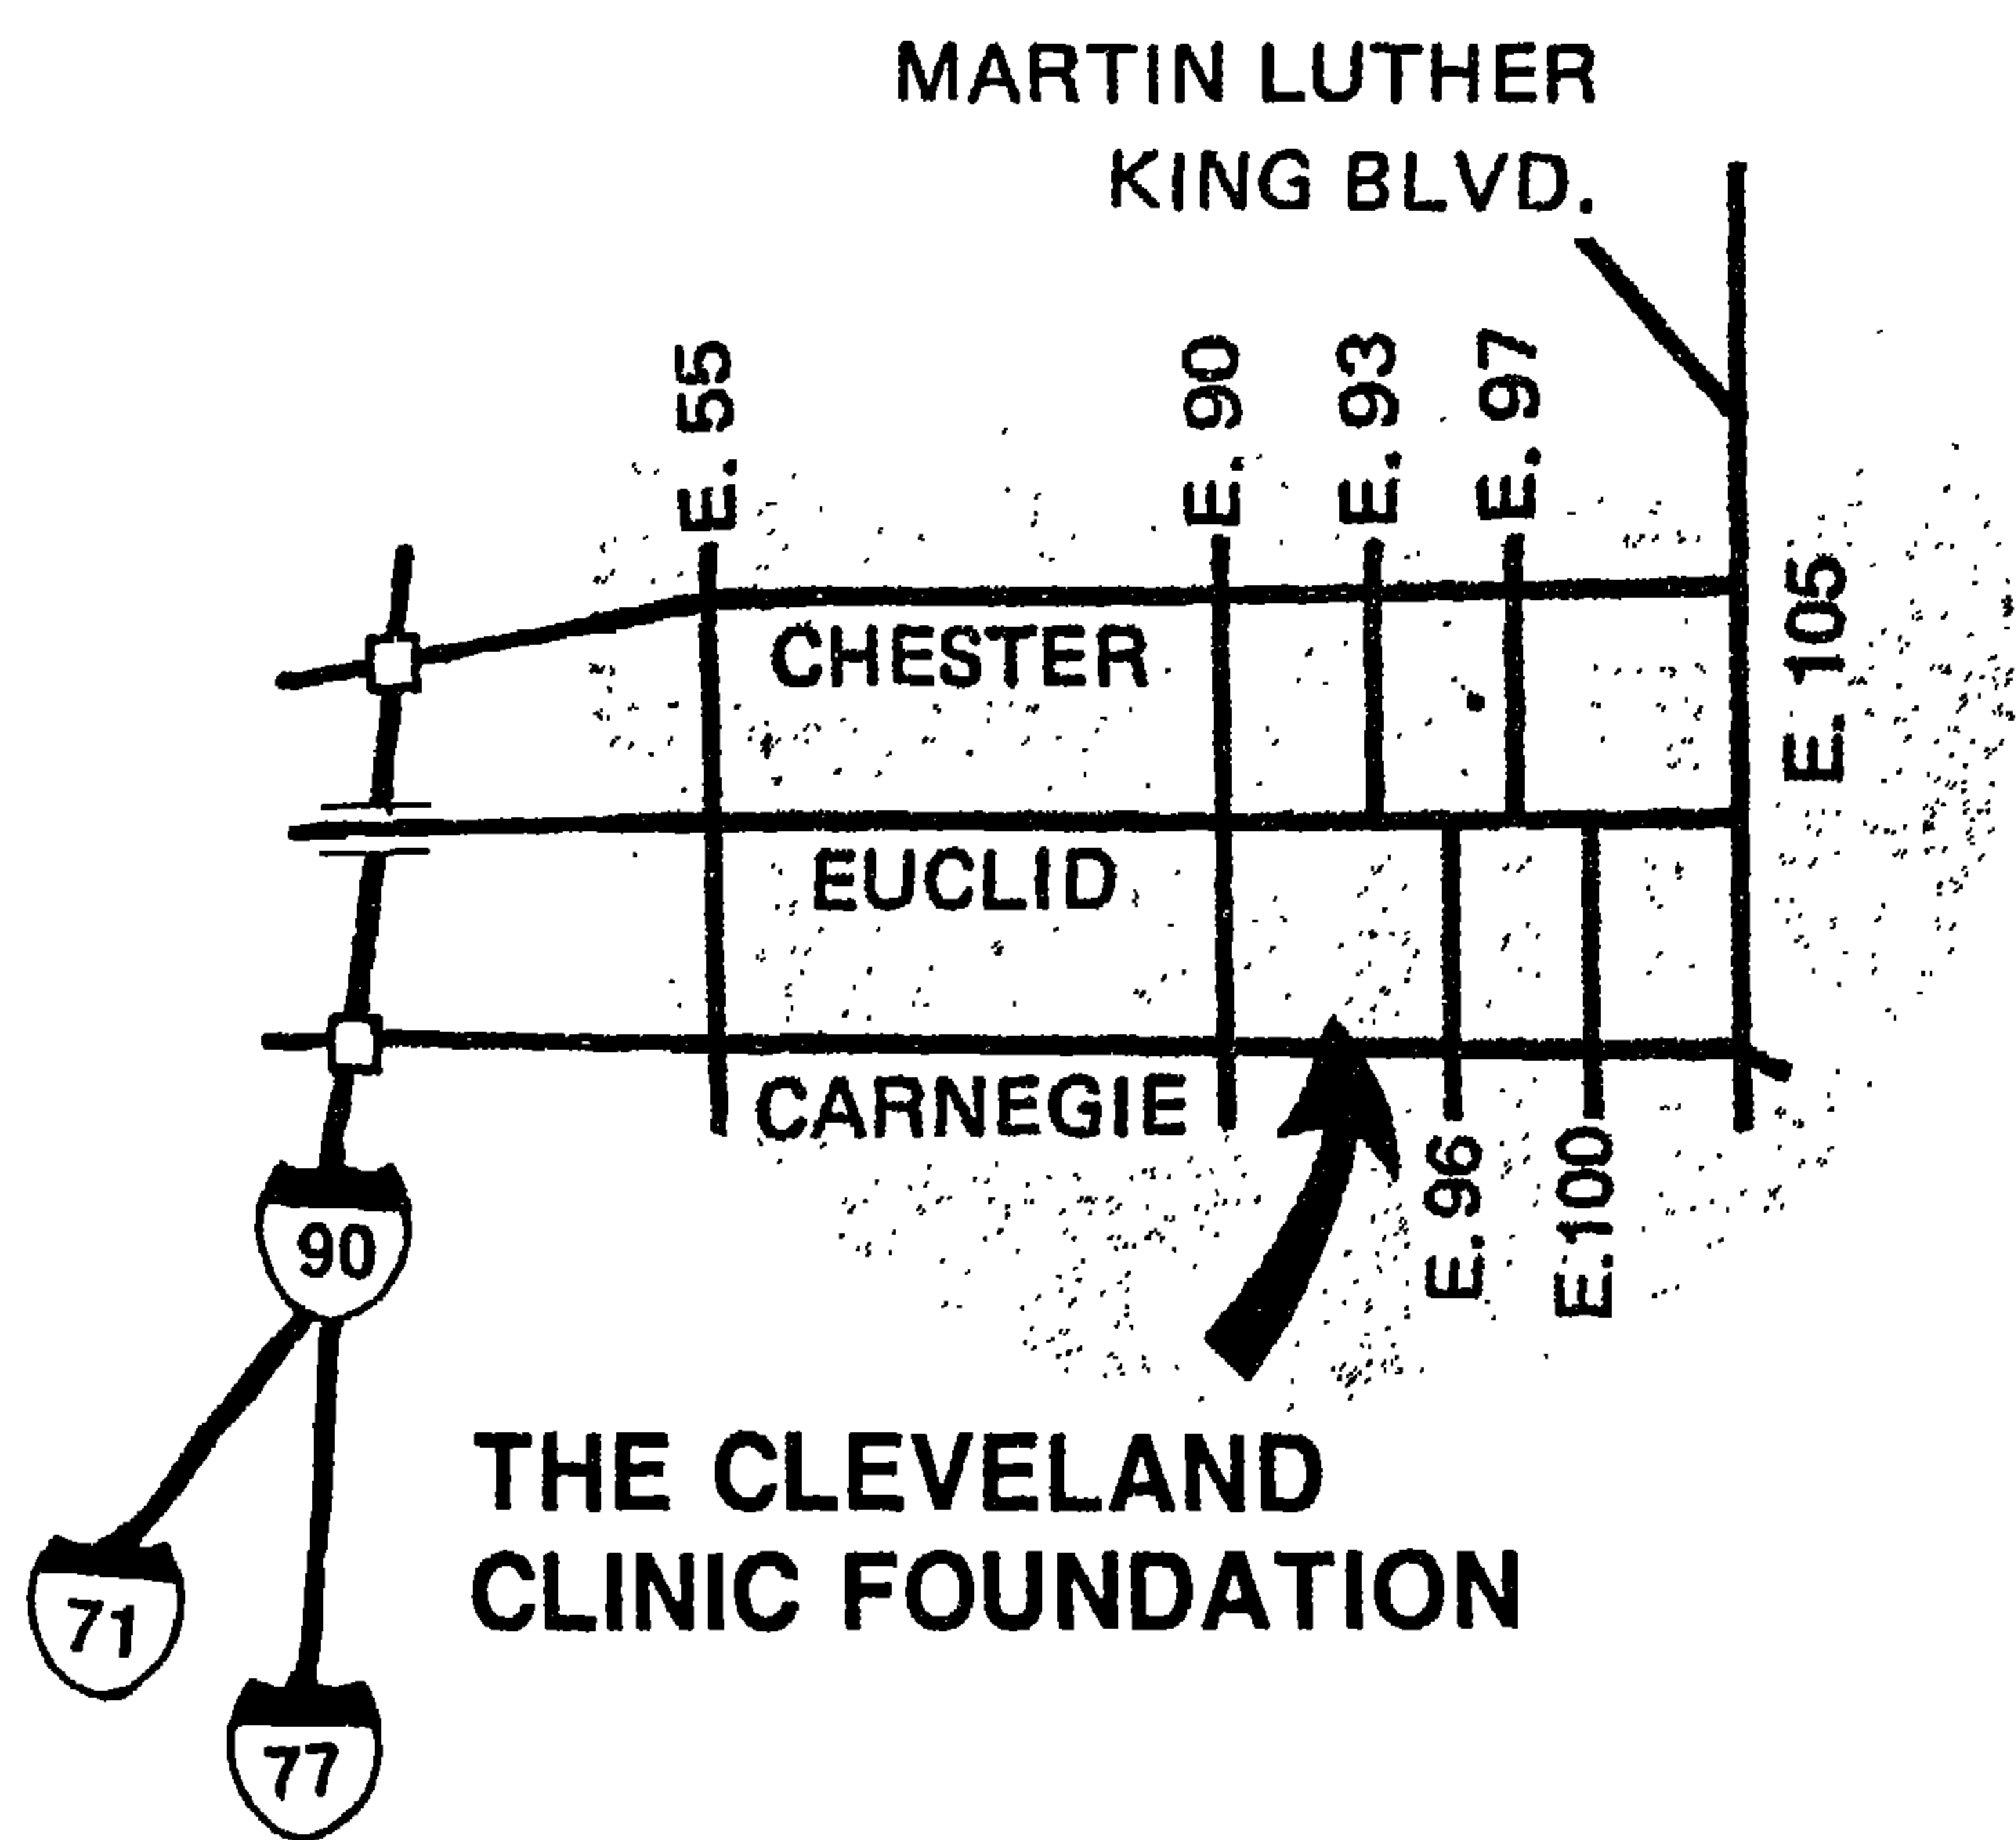 MARTIN LUTHER
KING BLVD.
E. 55
E. 90
E. 93
E. 97
E. 105
CHESTER
EUCLID
CARNEGIE
E. 96
E. 100
90
71
77
THE CLEVELAND
CLINIC FOUNDATION